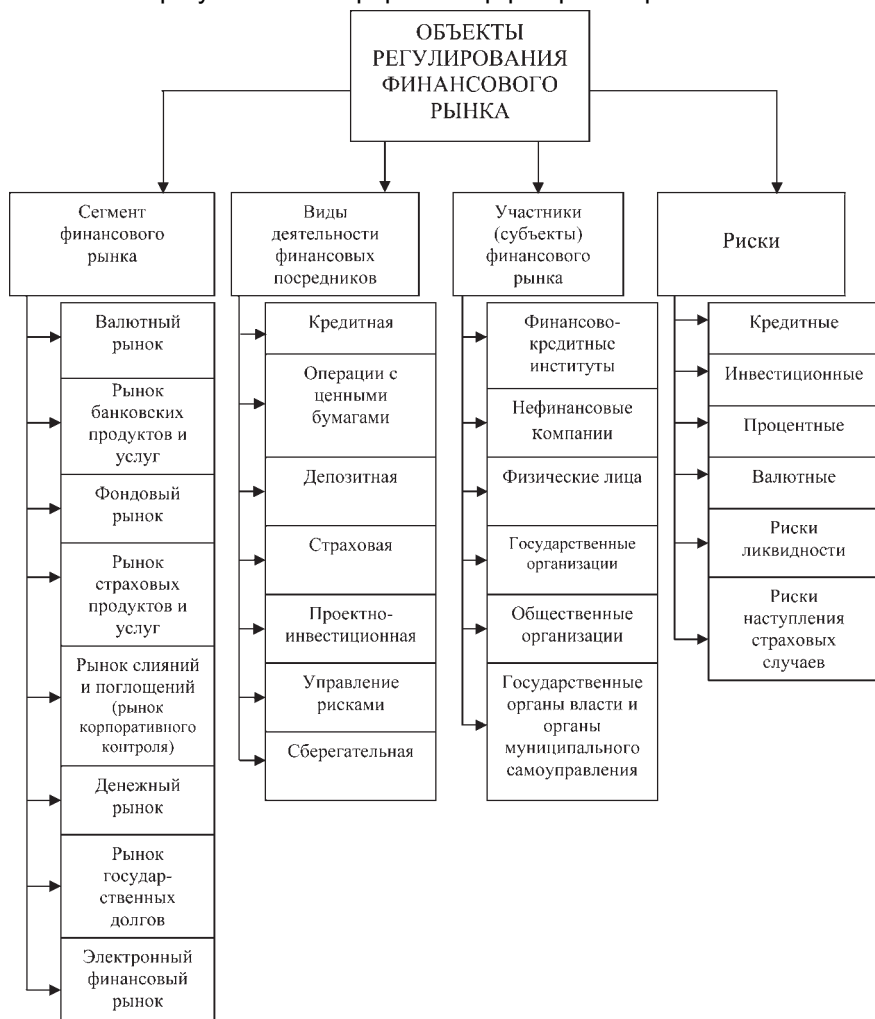 ОБЪЕКТЫ
РЕГУЛИРОВАНИЯ
ФИНАНСОВОГО
РЫНКА
Сегмент
финансового
рынка
Валютный
рынок
Рынок
банковских
продуктов и
услуг
Фондовый
рынок
Рынок
страховых
продуктов и
услуг
Рынок слияний
и поглощений
(рынок
корпоративного
контроля)
Денежный
рынок
Рынок
государ-
ственных
долгов
Электронный
финансовый
рынок
Виды
деятельности
финансовых
посредников
Кредитная
Операции с
ценными
бумагами
Депозитная
Страховая
Проектно-
инвестиционная
Управление
рисками
Сберегательная
Участники
(субъекты)
финансового
рынка
Финансово-
кредитные
институты
Нефинансовые
компании
Физические лица
Государственные
организации
Общественные
организации
Государственные
органы власти и
органы
муниципального
самоуправления
Риски
Кредитные
Инвестиционные
Процентные
Валютные
Риски
ликвидности
Риски
наступления
страховых
случаев